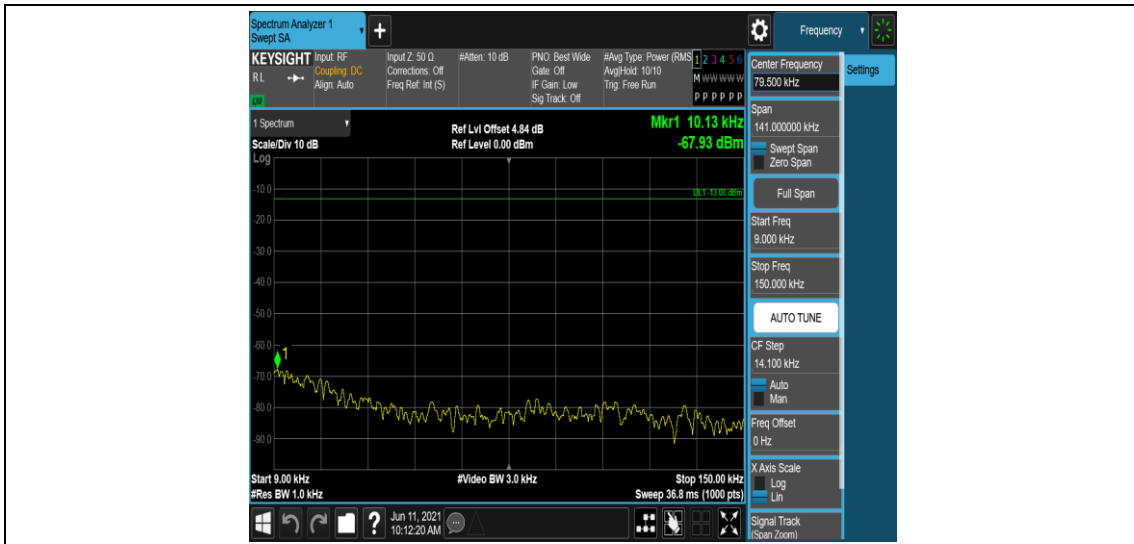 Spectrum Analyzer 1
Swept SA
+
Frequency
KEYSIGHT
RL
LXI
Input: RF
Coupling: DC
Align: Auto
Input Z: 50 Ω
Corrections: Off
Freq Ref: Int (S)
#Atten: 10 dB
PNO: Best Wide
Gate: Off
IF Gain: Low
Sig Track: Off
#Avg Type: Power (RMS
Avg|Hold: 10/10
Trig: Free Run
1 2 3 4 5 6
M W W W W W
P P P P P P
1 Spectrum
Scale/Div 10 dB
Log
Ref Lvl Offset 4.84 dB
Ref Level 0.00 dBm
Mkr1 10.13 kHz
-67.93 dBm
DL1 -13.00 dBm
-10.0
-20.0
-30.0
-40.0
-50.0
-60.0
1
-70.0
-80.0
-90.0
Start 9.00 kHz
#Res BW 1.0 kHz
#Video BW 3.0 kHz
Stop 150.00 kHz
Sweep 36.8 ms (1000 pts)
Center Frequency
79.500 kHz
Settings
Span
141.000000 kHz
Swept Span
Zero Span
Full Span
Start Freq
9.000 kHz
Stop Freq
150.000 kHz
AUTO TUNE
CF Step
14.100 kHz
Auto
Man
Freq Offset
0 Hz
X Axis Scale
Log
Lin
Signal Track
(Span Zoom)
?
Jun 11, 2021
10:12:20 AM